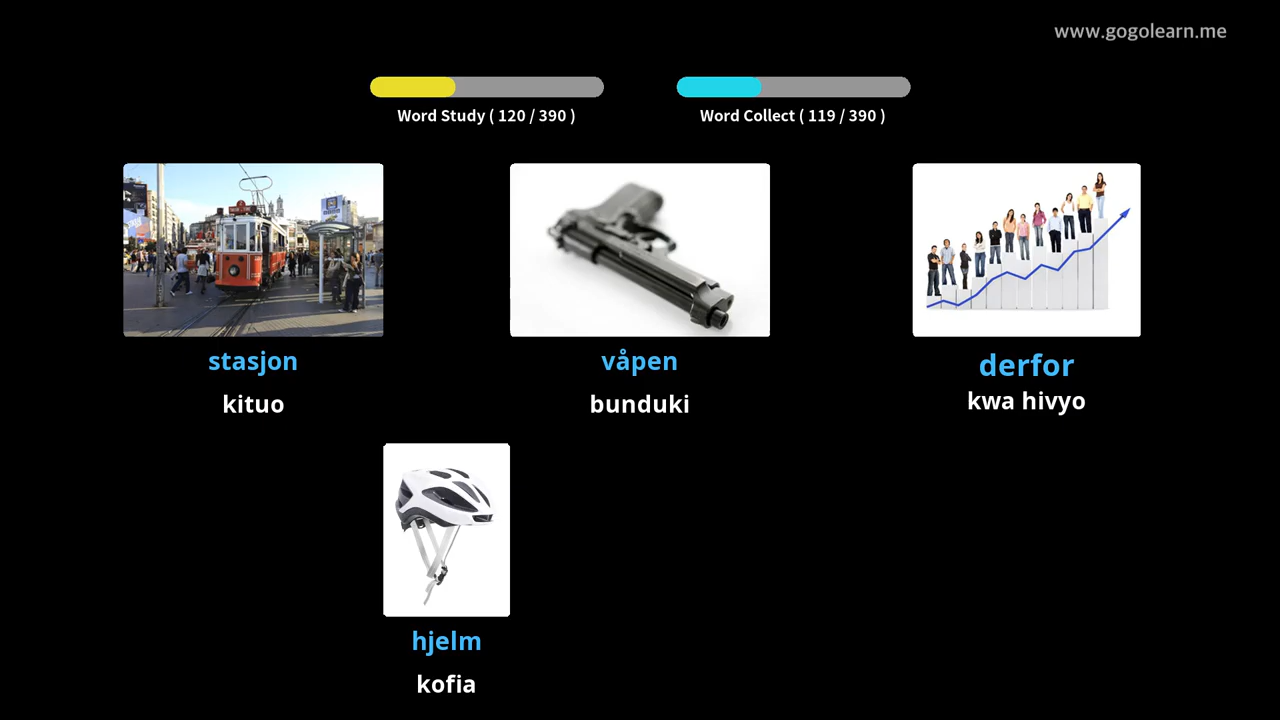 www.gogolearn.me
Word Study ( 120 / 390 )
Word Collect ( 119 / 390 )
stasjon
våpen
derfor
kituo
bunduki
kwa hivyo
hjelm
kofia